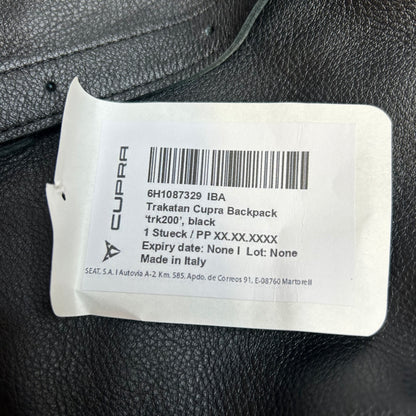 CUPRA
6H1087329 IBA
Trakatan Cupra Backpack
‘trk200’, black
1 Stueck / PP XX.XX.XXXX
Expiry date: None I Lot: None
Made in Italy
SEAT, S.A. I Autovia A-2, Km. 585, Apdo, de Correos 91, E-08760 Martorell